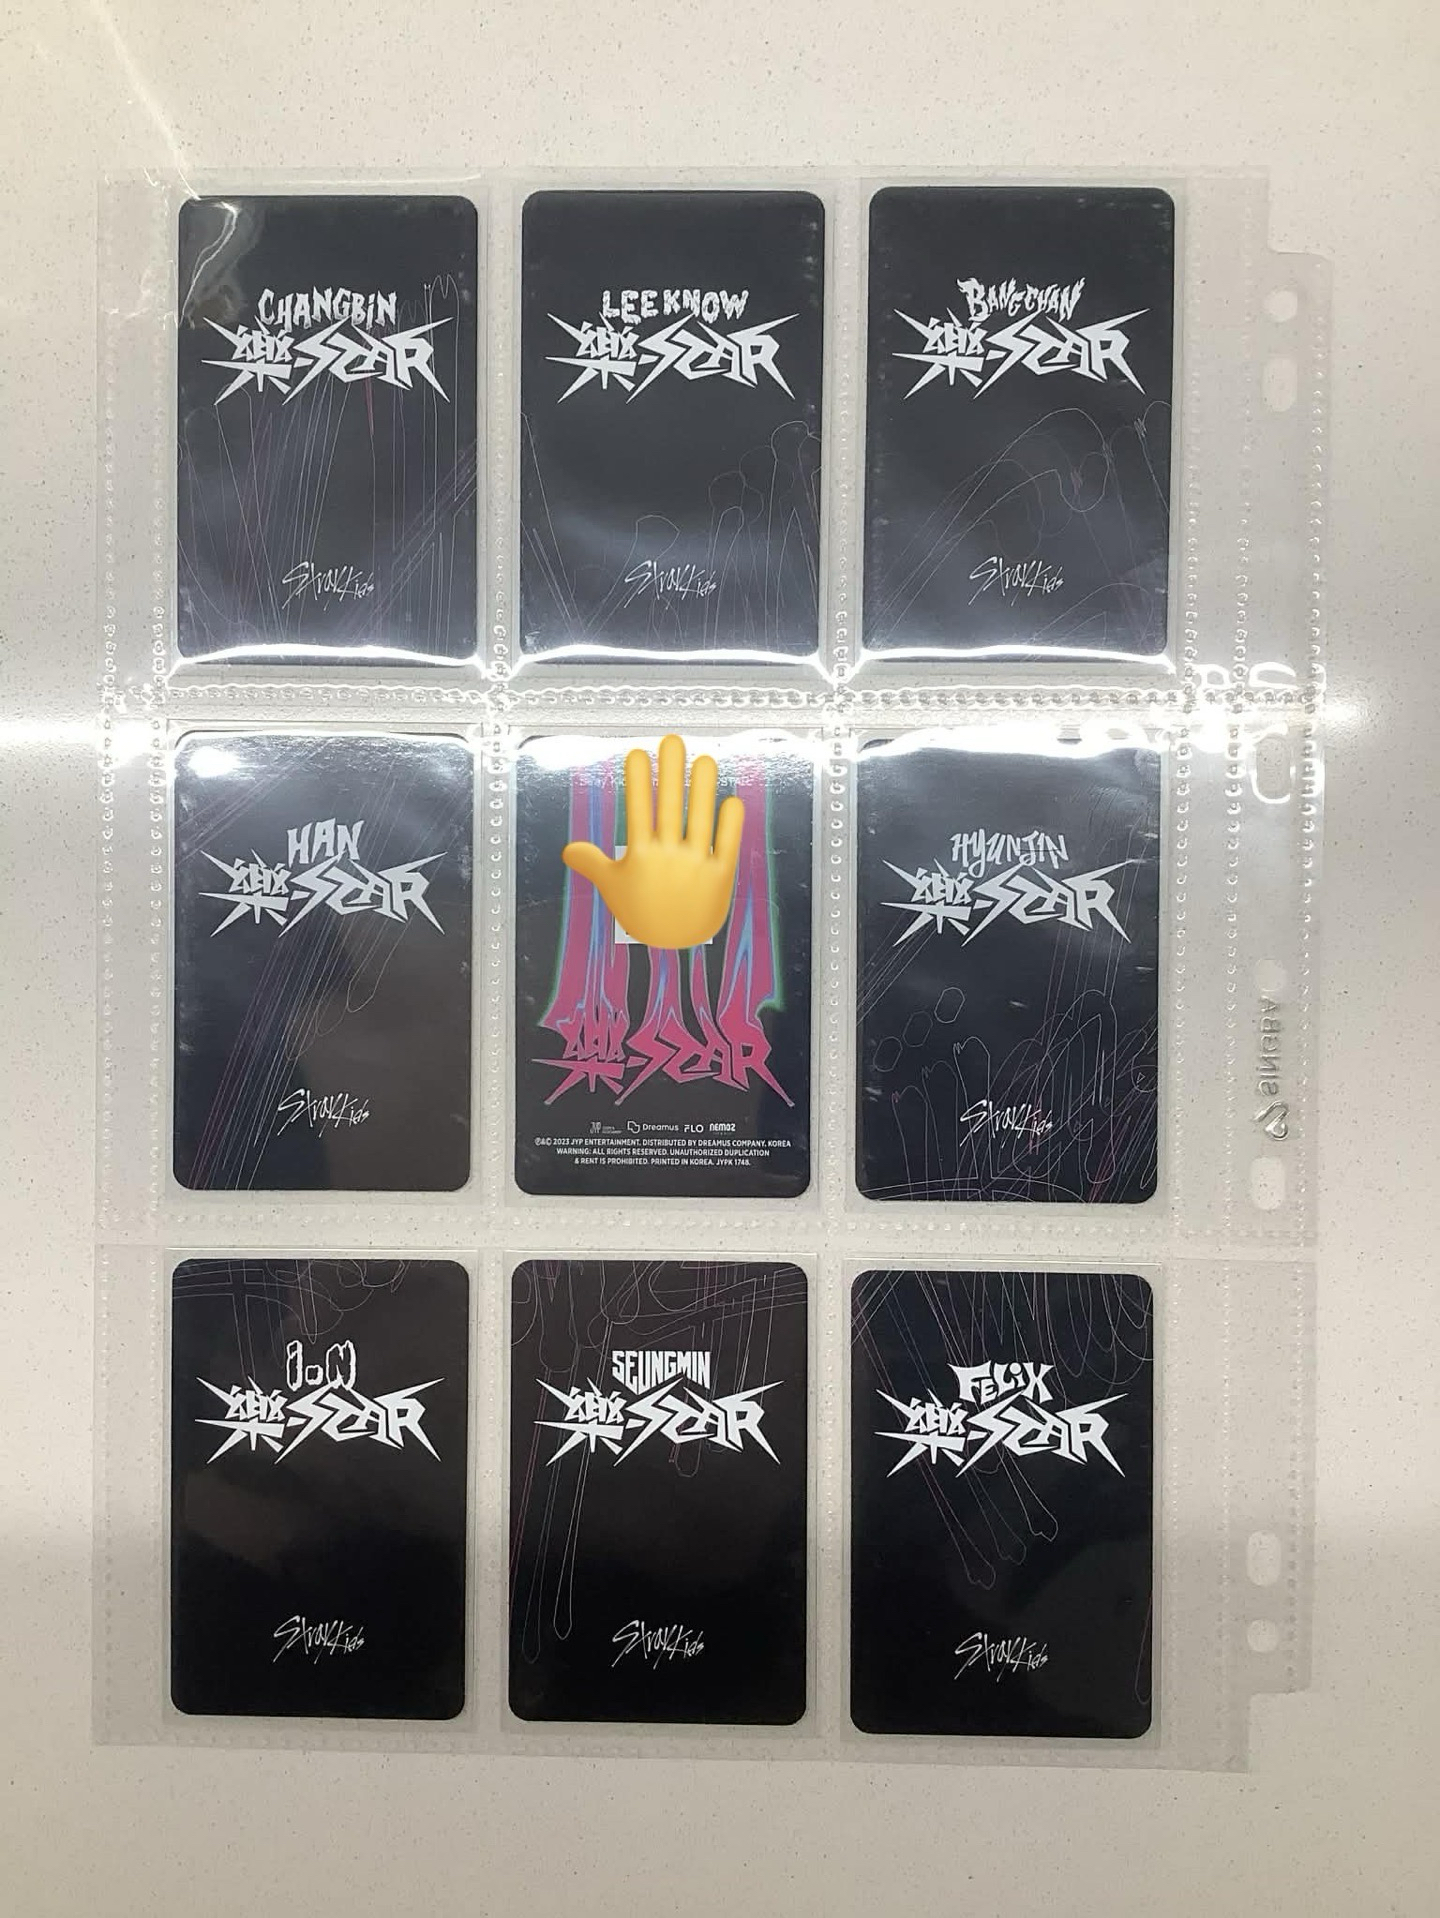 CHANGBIN
樂-STAR
Stray Kids
LEE KNOW
樂-STAR
Stray Kids
BANGCHAN
樂-STAR
Stray Kids
HAN
樂-STAR
Stray Kids
樂-STAR
JYP Dreamus FLO NEMOZ
℗&© 2023 JYP ENTERTAINMENT. DISTRIBUTED BY DREAMUS COMPANY. KOREA
WARNING: ALL RIGHTS RESERVED. UNAUTHORIZED DUPLICATION
& RENT IS PROHIBITED. PRINTED IN KOREA. JYPK 1748.
HYUNJIN
樂-STAR
Stray Kids
I.N
樂-STAR
Stray Kids
SEUNGMIN
樂-STAR
Stray Kids
FELIX
樂-STAR
Stray Kids
SINGBA